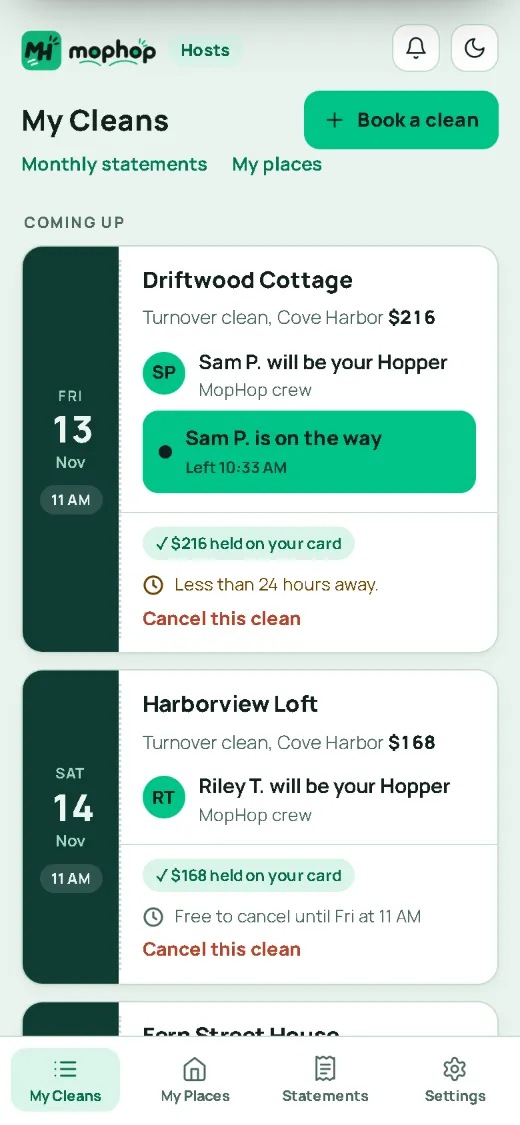 MH mophop Hosts
My Cleans
+ Book a clean
Monthly statements My places
COMING UP
FRI
13
Nov
11 AM
Driftwood Cottage
Turnover clean, Cove Harbor $216
SP
Sam P. will be your Hopper
MopHop crew
Sam P. is on the way
Left 10:33 AM
✓ $216 held on your card
Less than 24 hours away.
Cancel this clean
SAT
14
Nov
11 AM
Harborview Loft
Turnover clean, Cove Harbor $168
RT
Riley T. will be your Hopper
MopHop crew
✓ $168 held on your card
Free to cancel until Fri at 11 AM
Cancel this clean
Fern Street House
My Cleans
My Places
Statements
Settings